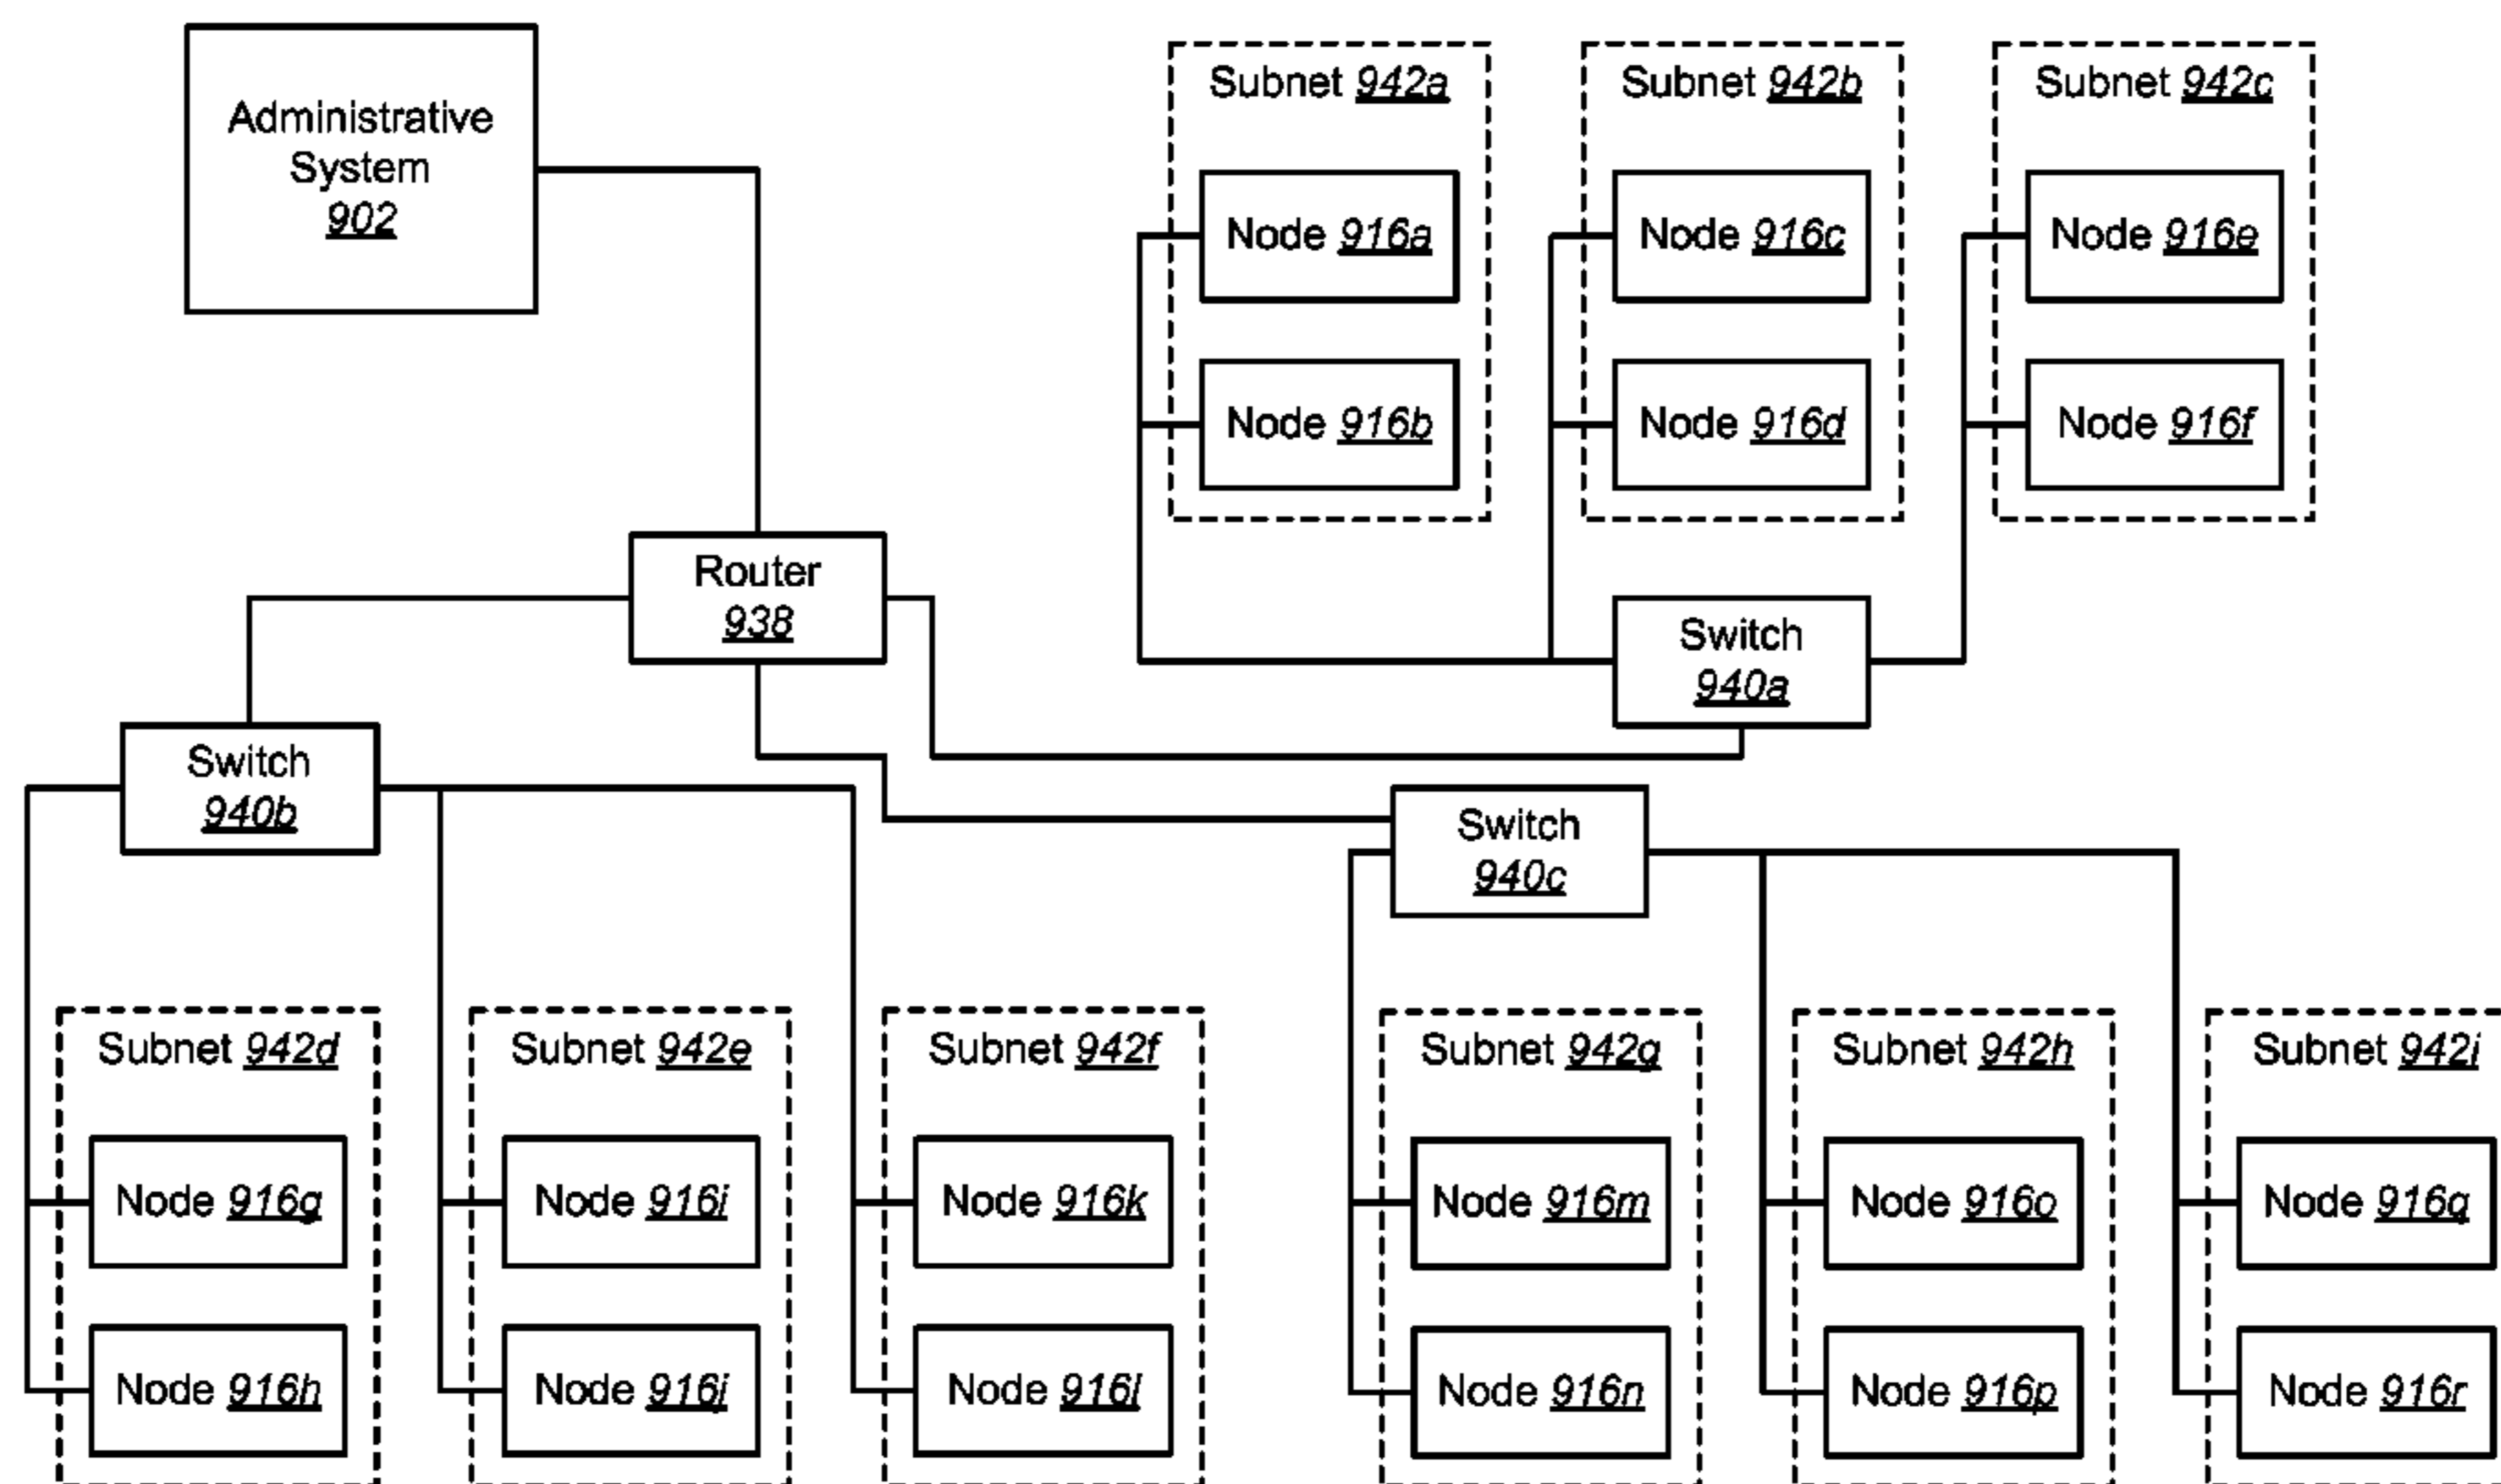 Administrative
System
902
Subnet 942a
Subnet 942b
Subnet 942c
Node 916a
Node 916c
Node 916e
Node 916b
Node 916d
Node 916f
Router
938
Switch
940a
Switch
940b
Switch
940c
Subnet 942d
Subnet 942e
Subnet 942f
Subnet 942g
Subnet 942h
Subnet 942i
Node 916g
Node 916i
Node 916k
Node 916m
Node 916o
Node 916q
Node 916h
Node 916j
Node 916l
Node 916n
Node 916p
Node 916r